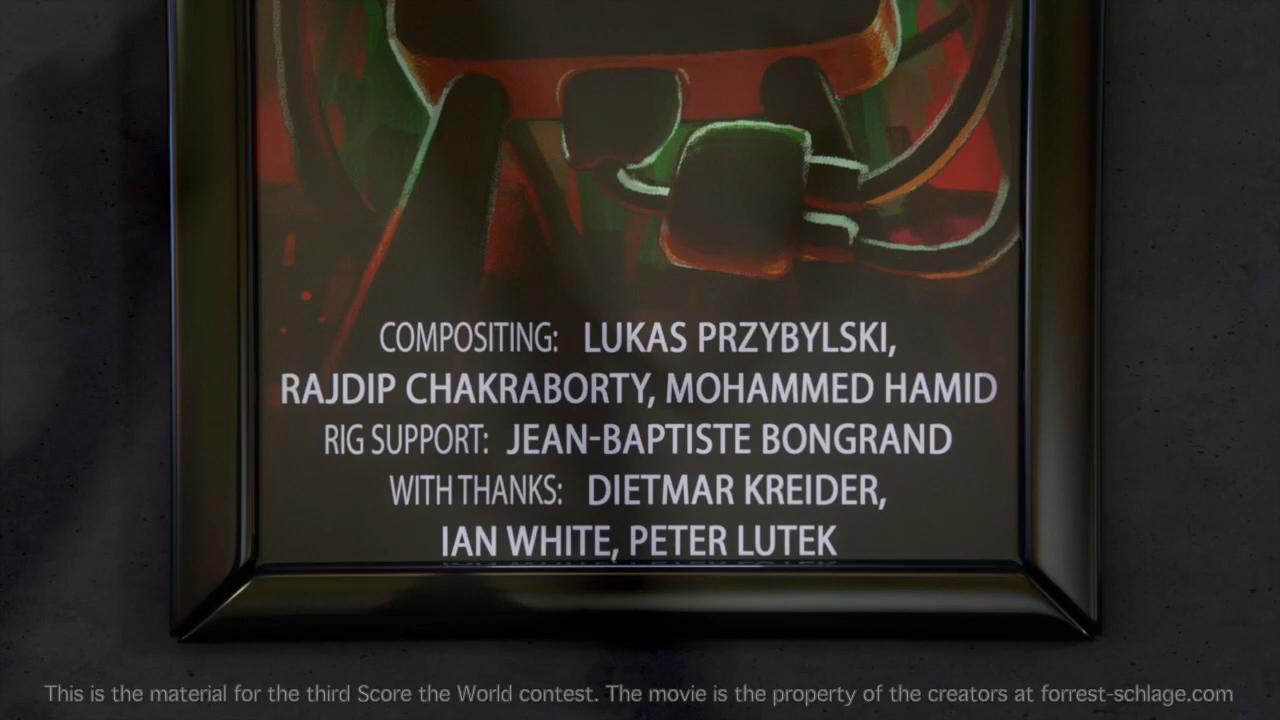 COMPOSITING: LUKAS PRZYBYLSKI,
RAJDIP CHAKRABORTY, MOHAMMED HAMID
RIG SUPPORT: JEAN-BAPTISTE BONGRAND
WITH THANKS: DIETMAR KREIDER,
IAN WHITE, PETER LUTEK
This is the material for the third Score the World contest. The movie is the property of the creators at forrest-schlage.com